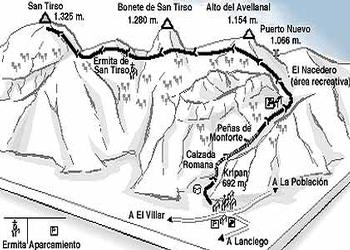 San Tirso
1.325 m.
Bonete de San Tirso
1.280 m.
Alto del Avellanal
1.154 m.
Puerto Nuevo
1.066 m.
Ermita de
San Tirso
El Nacedero
(área recreativa)
Peñas de
Monforte
Calzada
Romana
Kripan
692 m.
A La Población
A El Villar
A Lanciego
P
P
Ermita Aparcamiento